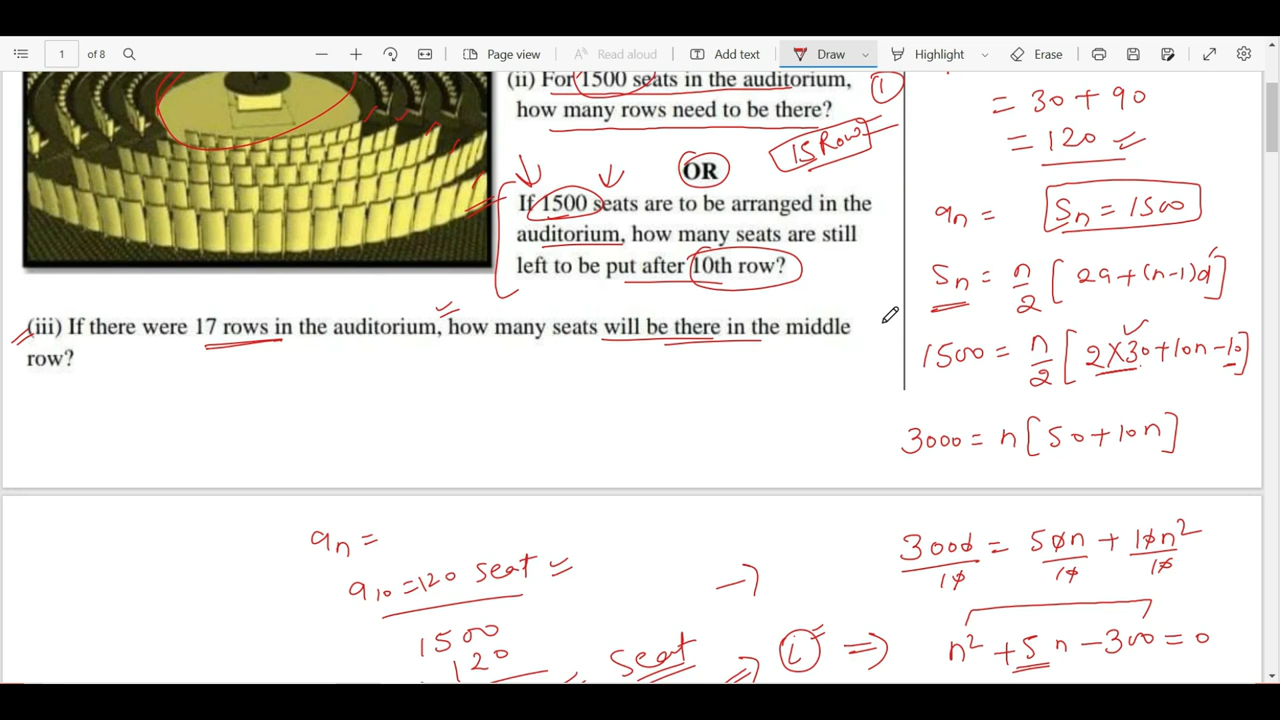 1 of 8 Page view Read aloud Add text Draw Highlight Erase
(ii) For 1500 seats in the auditorium,
how many rows need to be there?
15 Row
OR
If 1500 seats are to be arranged in the
auditorium, how many seats are still
left to be put after 10th row?
(iii) If there were 17 rows in the auditorium, how many seats will be there in the middle
row?
= 30 + 90
= 120
an = Sn = 1500
Sn = n/2 [ 2a + (n-1)d ]
1500 = n/2 [ 2X30 + 10n - 10 ]
3000 = n [ 50 + 10n ]
an =
a10 = 120 seat
1500
120
seat
3000/10 = 50n/10 + 10n²/10
i ⇒ n² + 5n - 300 = 0